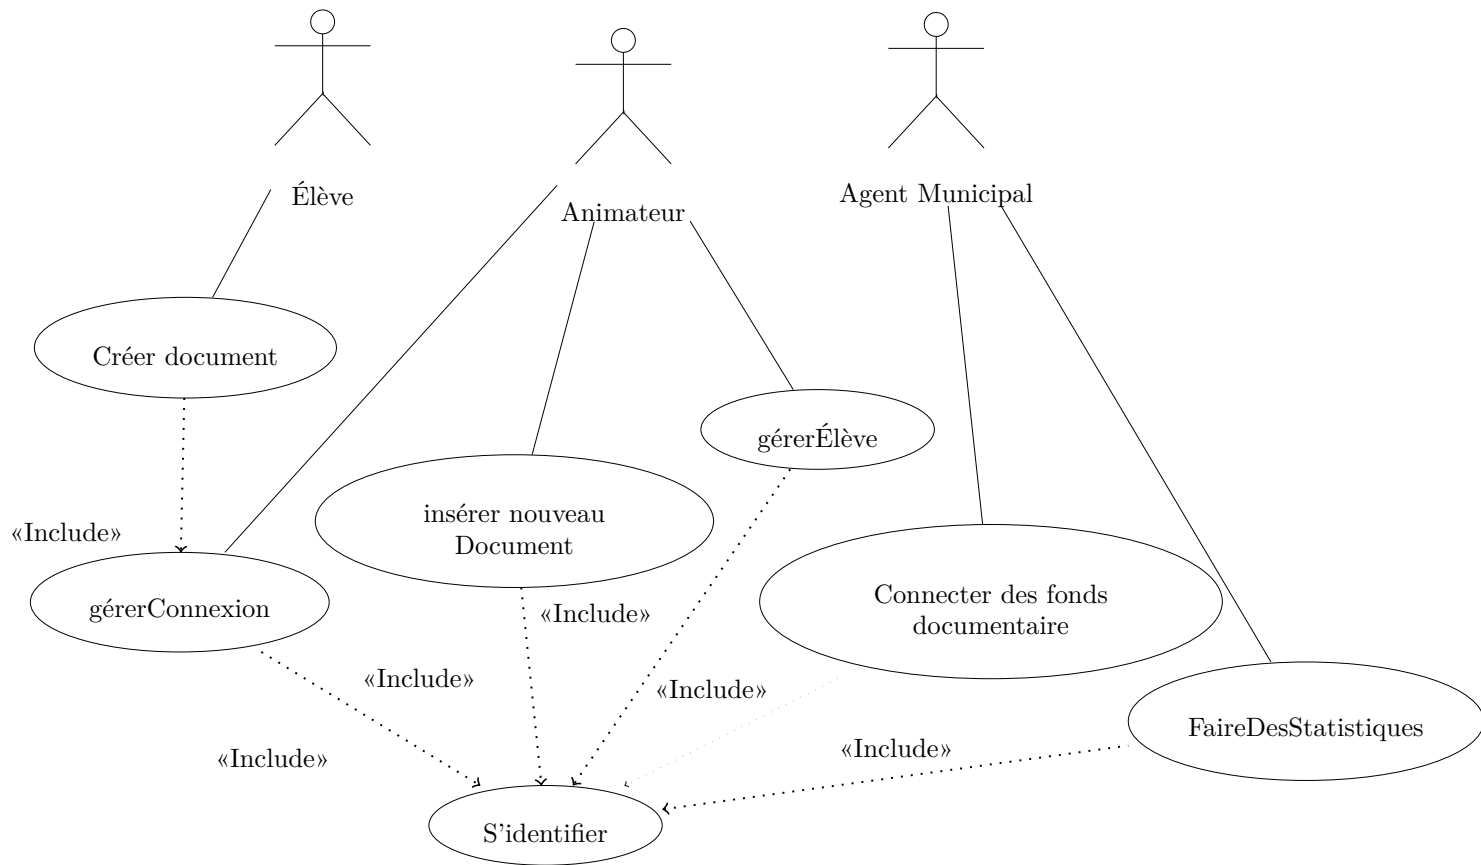 Élève
Animateur
Agent Municipal
Créer document
gérerÉlève
insérer nouveau
Document
«Include»
gérerConnexion
«Include»
Connecter des fonds
documentaire
«Include»
«Include»
FaireDesStatistiques
«Include»
«Include»
S'identifier